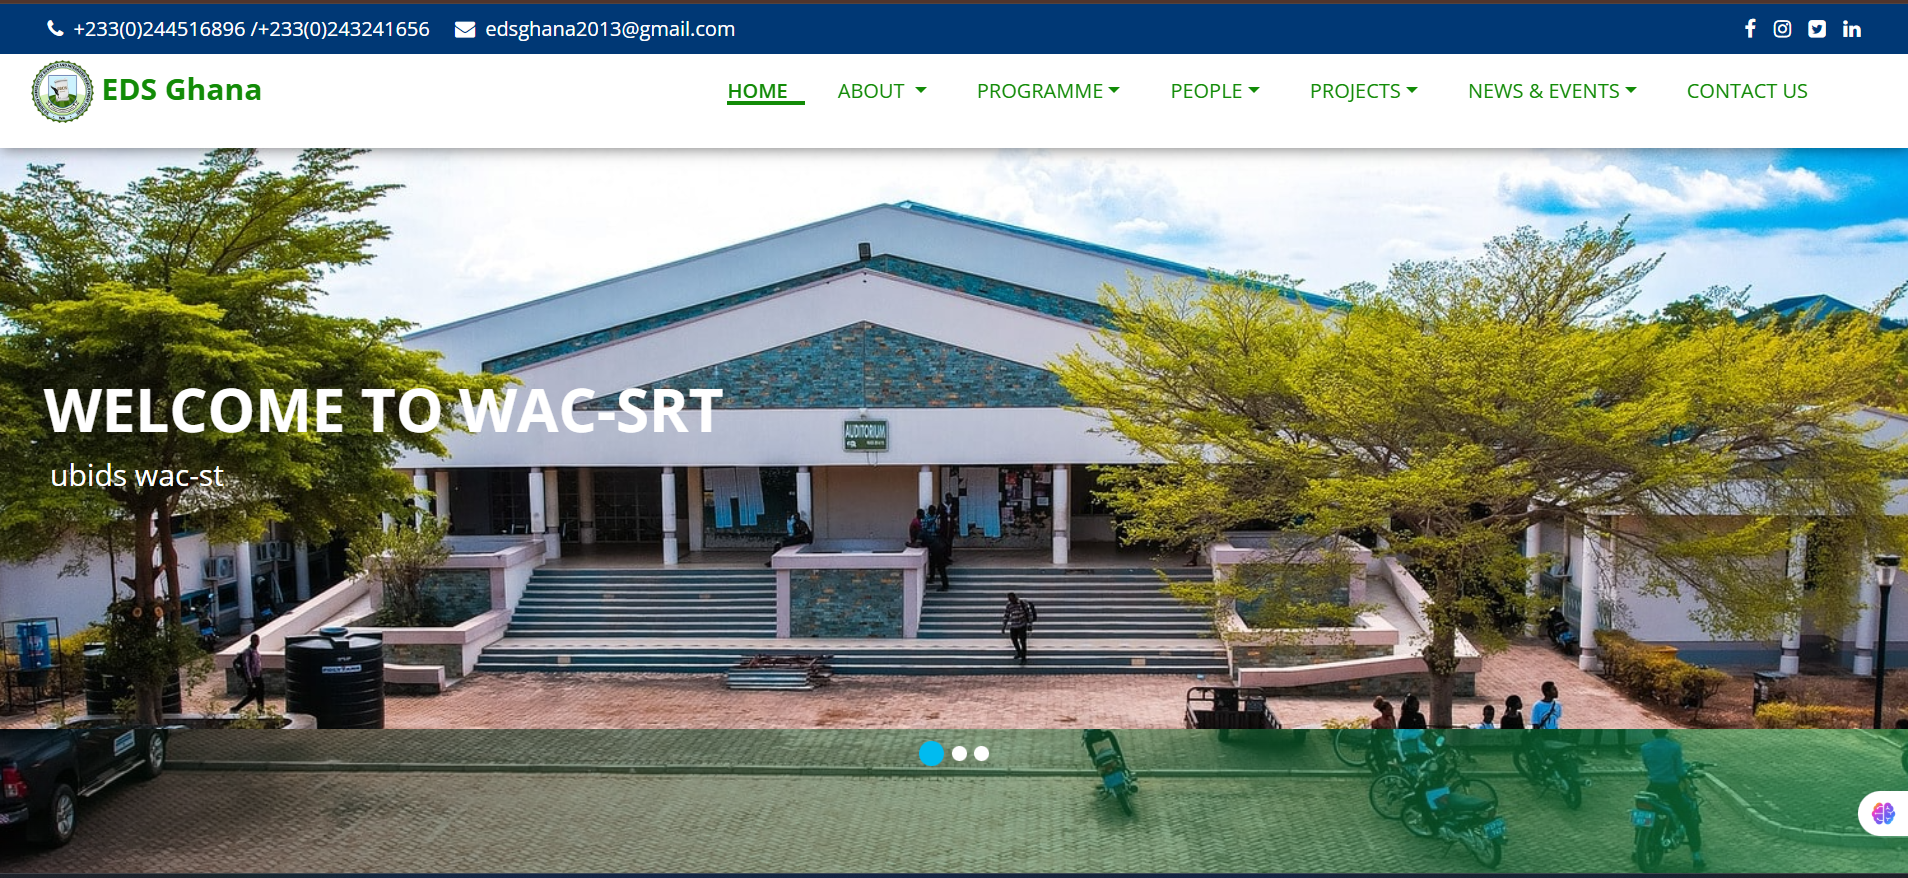 +233(0)244516896 /+233(0)243241656 edsghana2013@gmail.com
EDS Ghana
HOME ABOUT PROGRAMME PEOPLE PROJECTS NEWS & EVENTS CONTACT US
WELCOME TO WAC-SRT
ubids wac-st
AUDITORIUM